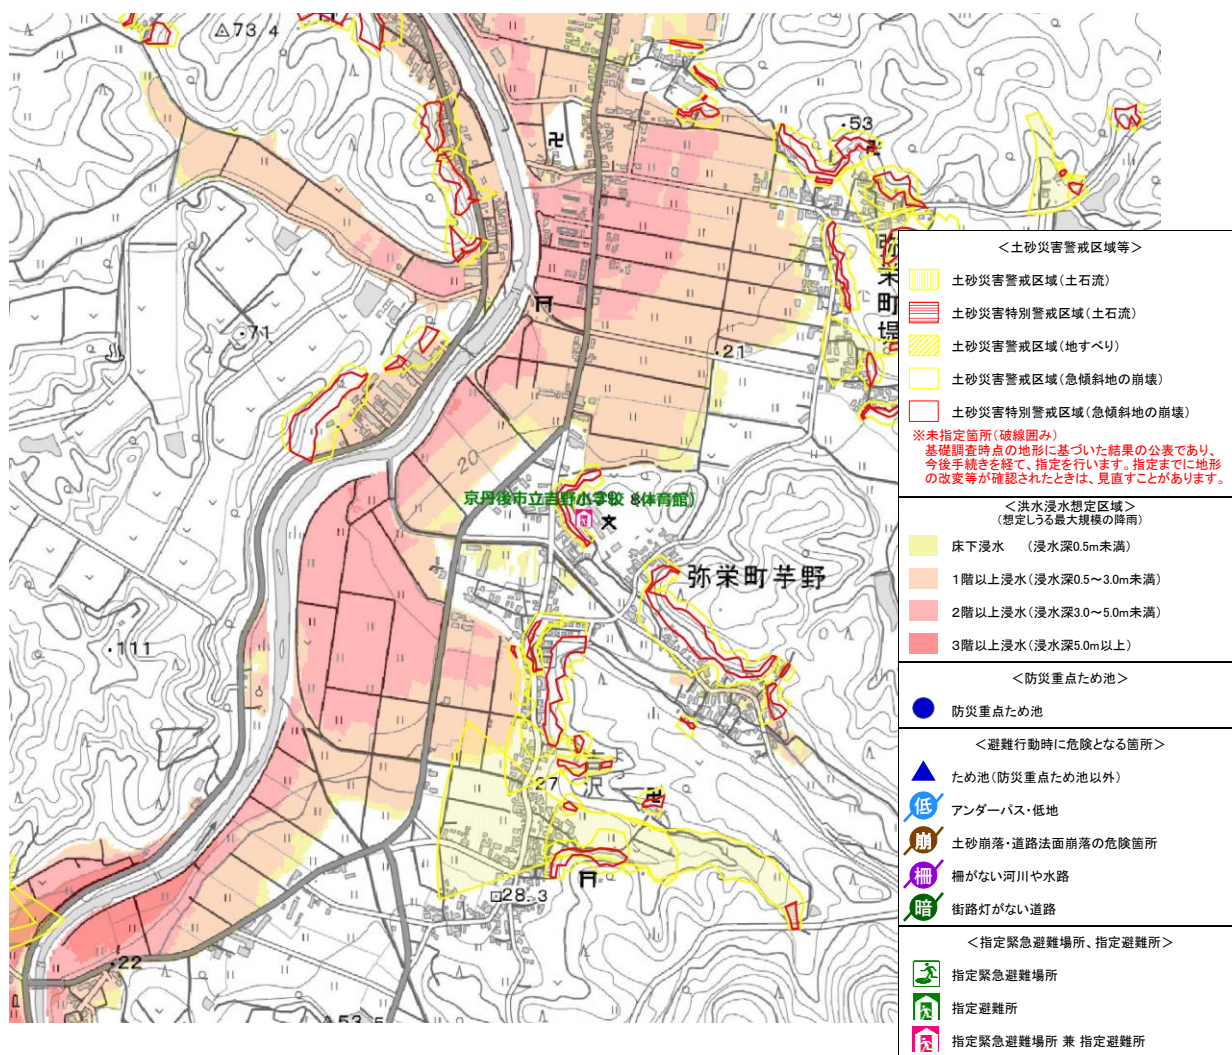 73.4
卍
・53
卍
弥栄町堤
・71
・21
20
京丹後市立吉野小学校
体育館)
文
弥栄町芋野
・111
27
沢
卍
28.3
・22
53.5
＜土砂災害警戒区域等＞
土砂災害警戒区域(土石流)
土砂災害特別警戒区域(土石流)
土砂災害警戒区域(地すべり)
土砂災害警戒区域(急傾斜地の崩壊)
土砂災害特別警戒区域(急傾斜地の崩壊)
※未指定箇所(破線囲み)
基礎調査時点の地形に基づいた結果の公表であり、
今後手続きを経て、指定を行います。指定までに地形
の改変等が確認されたときは、見直すことがあります。
＜洪水浸水想定区域＞
(想定しうる最大規模の降雨)
床下浸水 (浸水深0.5m未満)
1階以上浸水(浸水深0.5～3.0m未満)
2階以上浸水(浸水深3.0～5.0m未満)
3階以上浸水(浸水深5.0m以上)
＜防災重点ため池＞
防災重点ため池
＜避難行動時に危険となる箇所＞
ため池(防災重点ため池以外)
低 アンダーパス・低地
崩 土砂崩落・道路法面崩落の危険箇所
柵 柵がない河川や水路
暗 街路灯がない道路
＜指定緊急避難場所、指定避難所＞
指定緊急避難場所
指定避難所
指定緊急避難場所 兼 指定避難所